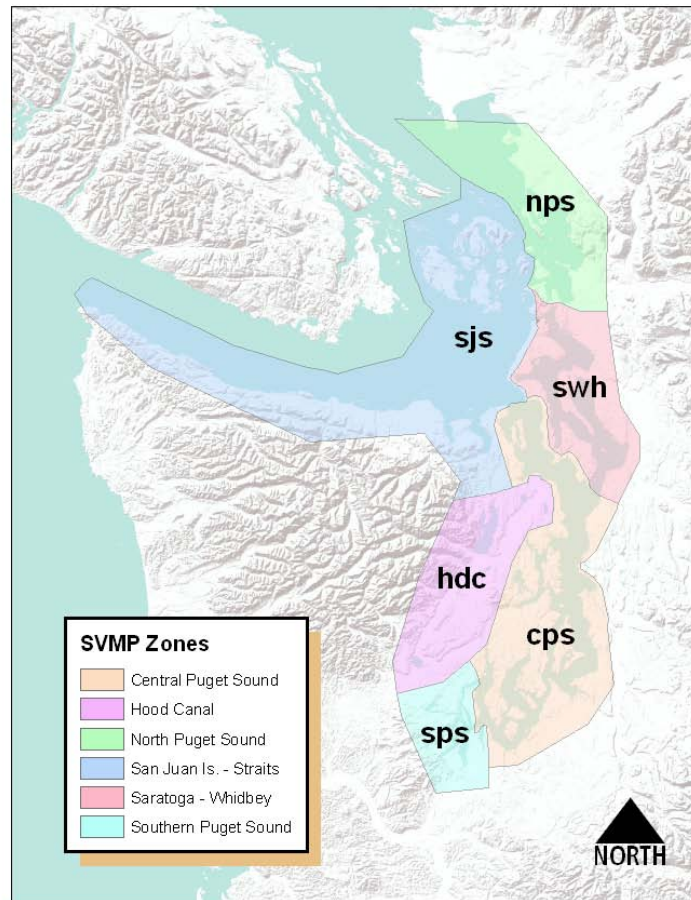 nps
sjs
swh
hdc
cps
sps
SVMP Zones
Central Puget Sound
Hood Canal
North Puget Sound
San Juan Is. - Straits
Saratoga - Whidbey
Southern Puget Sound
NORTH